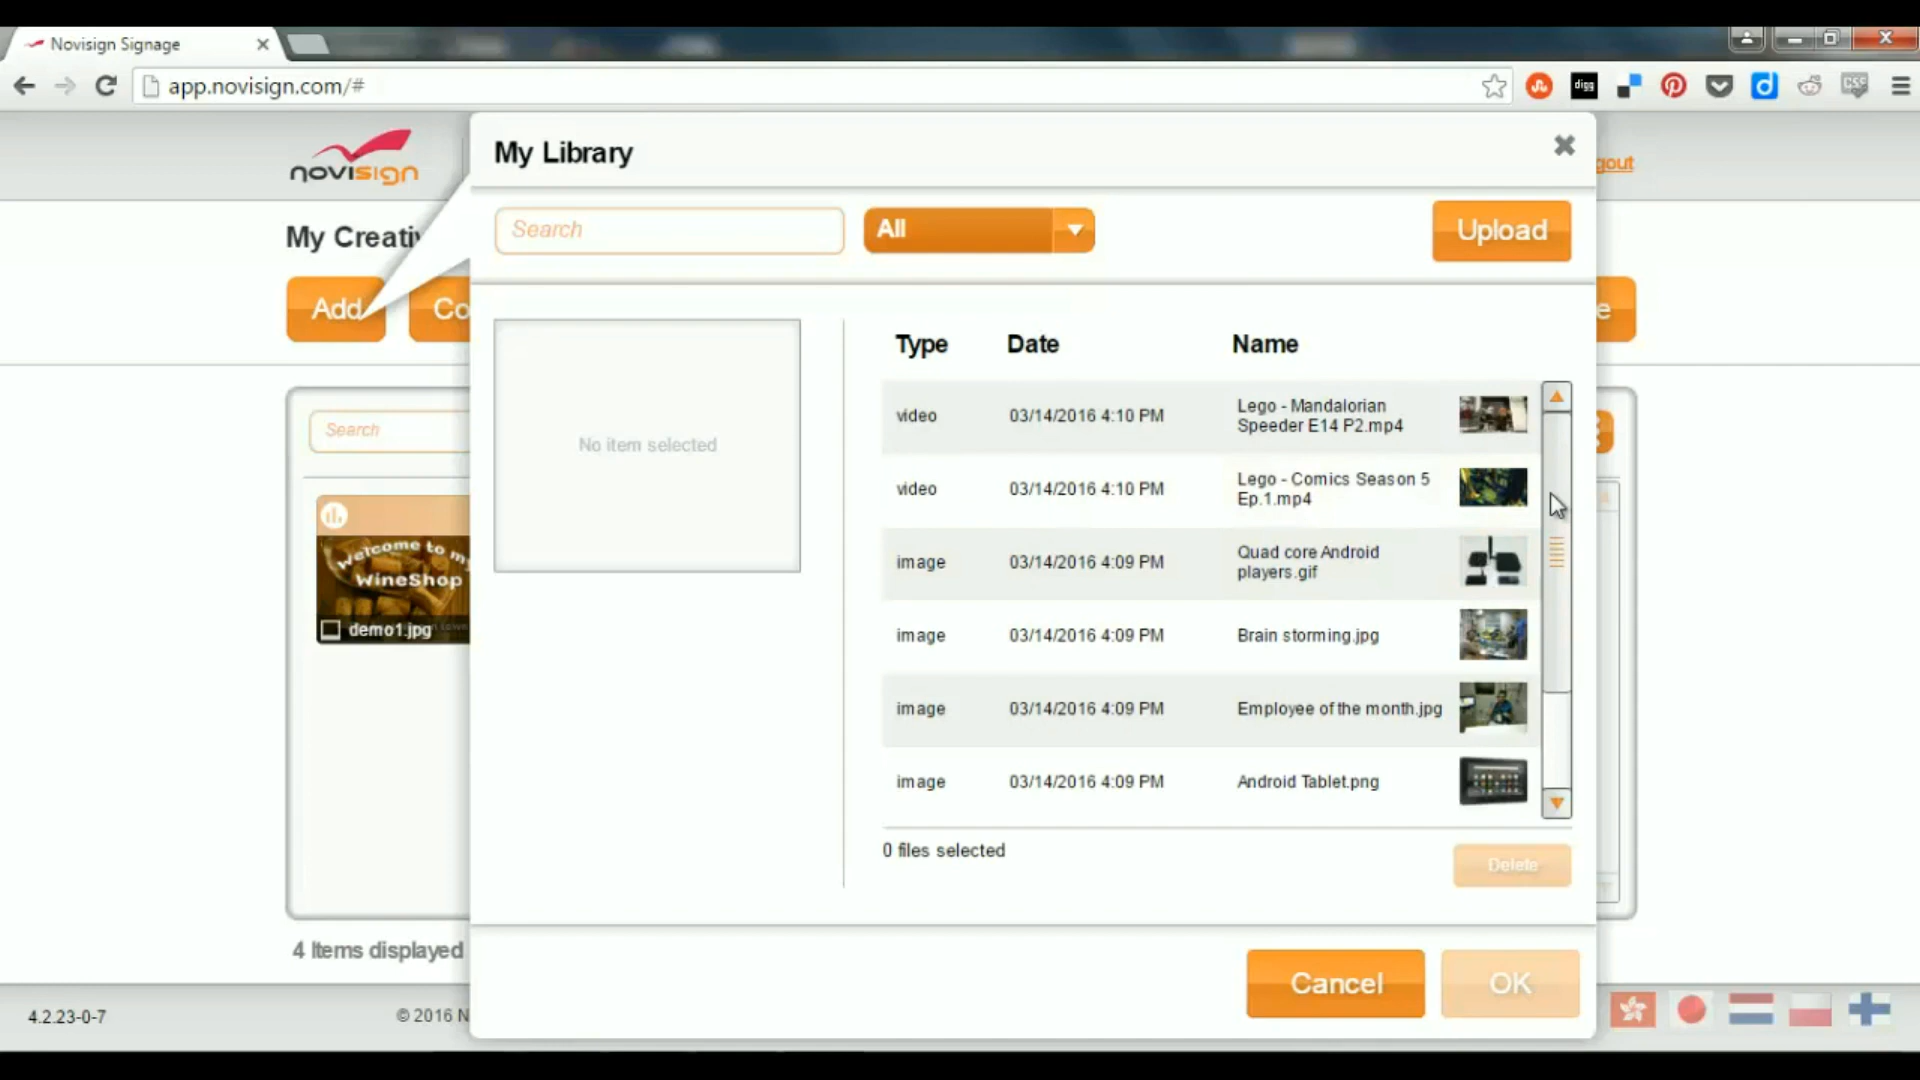 Novisign Signage
app.novisign.com/#
digg
CSS
novisign
My Library
gout
Search
All
Upload
My Creativ
Add
Co
e
Type Date Name
No item selected
Search
video 03/14/2016 4:10 PM Lego - Mandalorian
Speeder E14 P2.mp4
video 03/14/2016 4:10 PM Lego - Comics Season 5
Ep.1.mp4
image 03/14/2016 4:09 PM Quad core Android
players.gif
image 03/14/2016 4:09 PM Brain storming.jpg
image 03/14/2016 4:09 PM Employee of the month.jpg
image 03/14/2016 4:09 PM Android Tablet.png
Welcome to my
WineShop
demo1.jpg
0 files selected
Delete
4 Items displayed
Cancel
OK
4.2.23-0-7
© 2016 N